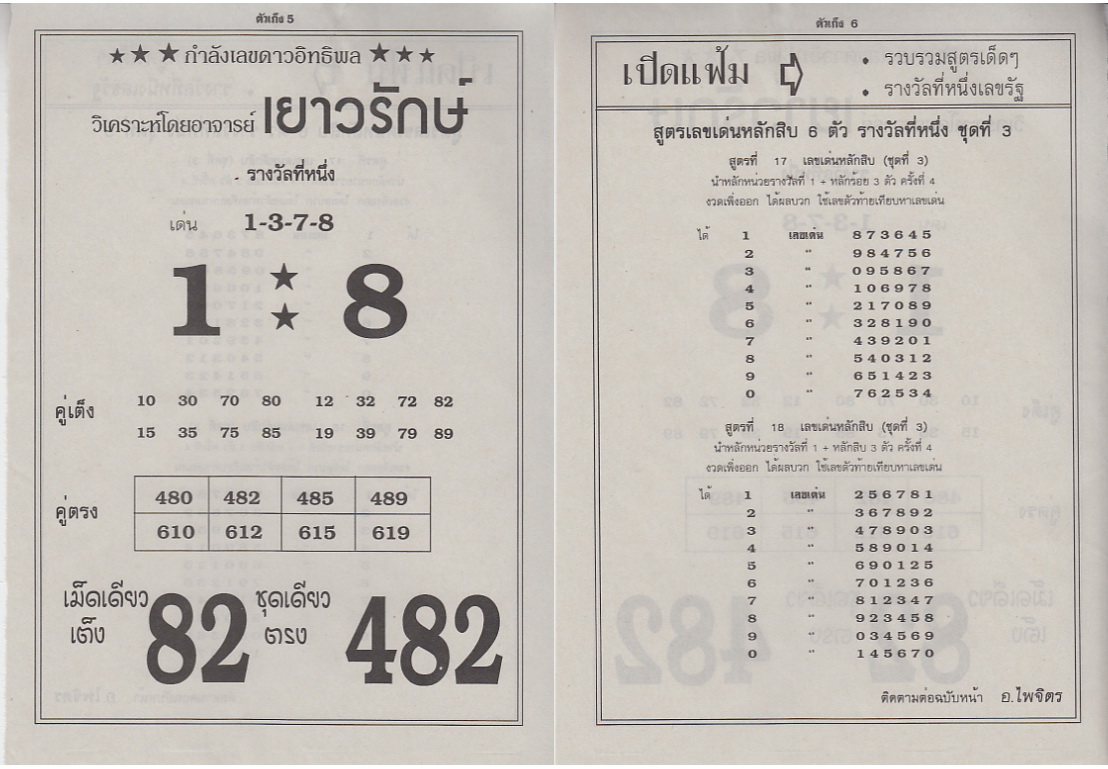 ตัวเก็ง 5
★ ★ ★ กำลังเลขดาวอิทธิพล ★ ★ ★
วิเคราะห์โดยอาจารย์ เยาวรักษ์
รางวัลที่หนึ่ง
เด่น 1-3-7-8
1 ★ ★ 8
คู่เต็ง
10 30 70 80 12 32 72 82
15 35 75 85 19 39 79 89
คู่ตรง
480 482 485 489
610 612 615 619
เม็ดเดียว เต็ง 82 ชุดเดียว ตรง 482
ตัวเก็ง 6
เปิดแฟ้ม
• รวบรวมสูตรเด็ดๆ
• รางวัลที่หนึ่งเลขรัฐ
สูตรเลขเด่นหลักสิบ 6 ตัว รางวัลที่หนึ่ง ชุดที่ 3
สูตรที่ 17 เลขเด่นหลักสิบ (ชุดที่ 3)
นำหลักหน่วยรางวัลที่ 1 + หลักร้อย 3 ตัว ครั้งที่ 4
งวดเพิ่งออก ได้ผลบวก ใช้เลขตัวท้ายเทียบหาเลขเด่น
ได้ 1 เลขเด่น 873645
2 " 984756
3 " 095867
4 " 106978
5 " 217089
6 " 328190
7 " 439201
8 " 540312
9 " 651423
0 " 762534
สูตรที่ 18 เลขเด่นหลักสิบ (ชุดที่ 3)
นำหลักหน่วยรางวัลที่ 1 + หลักสิบ 3 ตัว ครั้งที่ 4
งวดเพิ่งออก ได้ผลบวก ใช้เลขตัวท้ายเทียบหาเลขเด่น
ได้ 1 เลขเด่น 256781
2 " 367892
3 " 478903
4 " 589014
5 " 690125
6 " 701236
7 " 812347
8 " 923458
9 " 034569
0 " 145670
ติดตามต่อฉบับหน้า อ.ไพจิตร